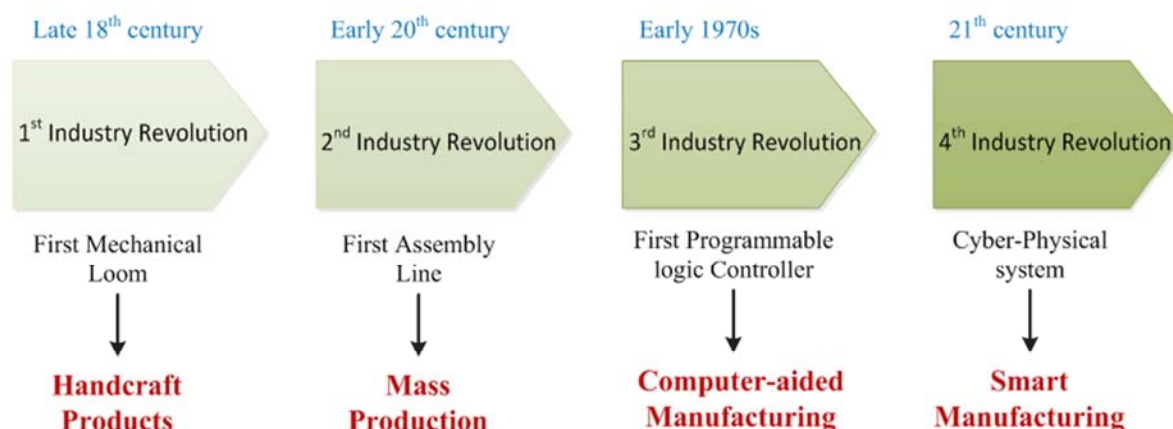 Late 18th century
Early 20th century
Early 1970s
21th century
1st Industry Revolution
2nd Industry Revolution
3rd Industry Revolution
4th Industry Revolution
First Mechanical
Loom
First Assembly
Line
First Programmable
logic Controller
Cyber-Physical
system
Handcraft
Products
Mass
Production
Computer-aided
Manufacturing
Smart
Manufacturing